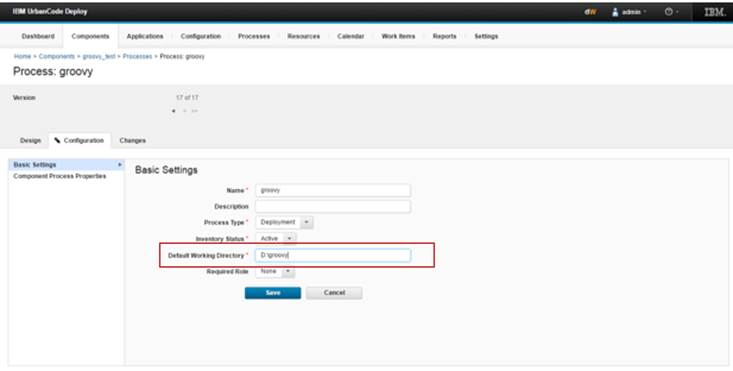 IBM UrbanCode Deploy dW admin IBM.
Dashboard Components Applications Configuration Processes Resources Calendar Work Items Reports Settings
Home > Components > groovy_test > Processes > Process: groovy
Process: groovy
Version 17 of 17
Design Configuration Changes
Basic Settings
Component Process Properties
Basic Settings
Name * groovy
Description
Process Type * Deployment
Inventory Status * Active
Default Working Directory * D:\groovy
Required Role None
Save Cancel